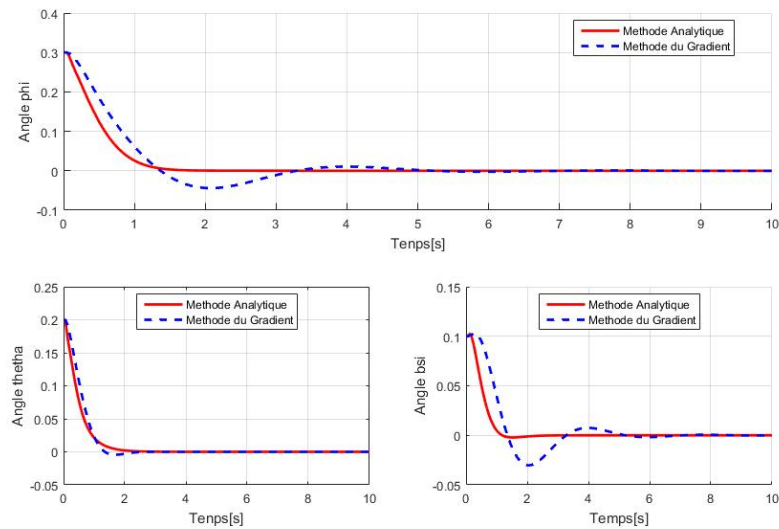 0.4
0.3
0.2
0.1
0
-0.1
Angle phi
Methode Analytique
Methode du Gradient
0 1 2 3 4 5 6 7 8 9 10
Tenps[s]
0.25
0.2
0.15
0.1
0.05
0
-0.05
Angle thetha
Methode Analytique
Methode du Gradient
0 2 4 6 8 10
Tenps[s]
0.15
0.1
0.05
0
-0.05
Angle bsi
Methode Analytique
Methode du Gradient
0 2 4 6 8 10
Tenps[s]